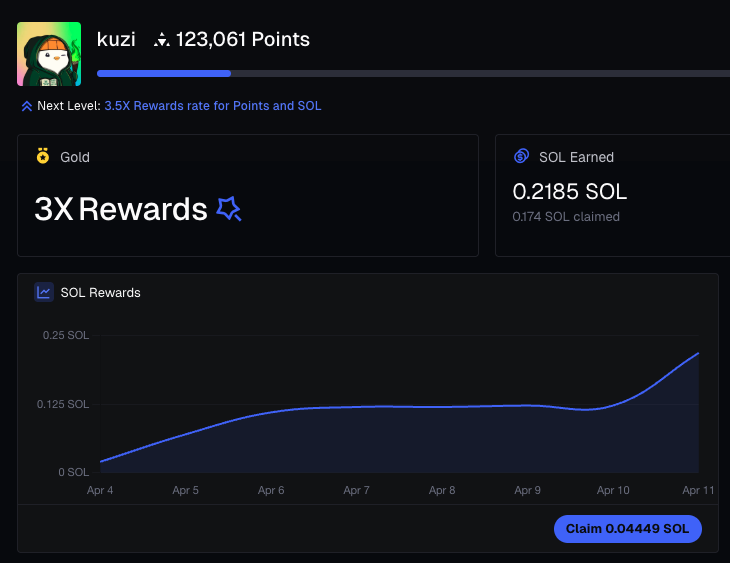 kuzi 123,061 Points
Next Level: 3.5X Rewards rate for Points and SOL
Gold
3X Rewards
SOL Earned
0.2185 SOL
0.174 SOL claimed
SOL Rewards
0.25 SOL
0.125 SOL
0 SOL
Apr 4 Apr 5 Apr 6 Apr 7 Apr 8 Apr 9 Apr 10 Apr 11
Claim 0.04449 SOL